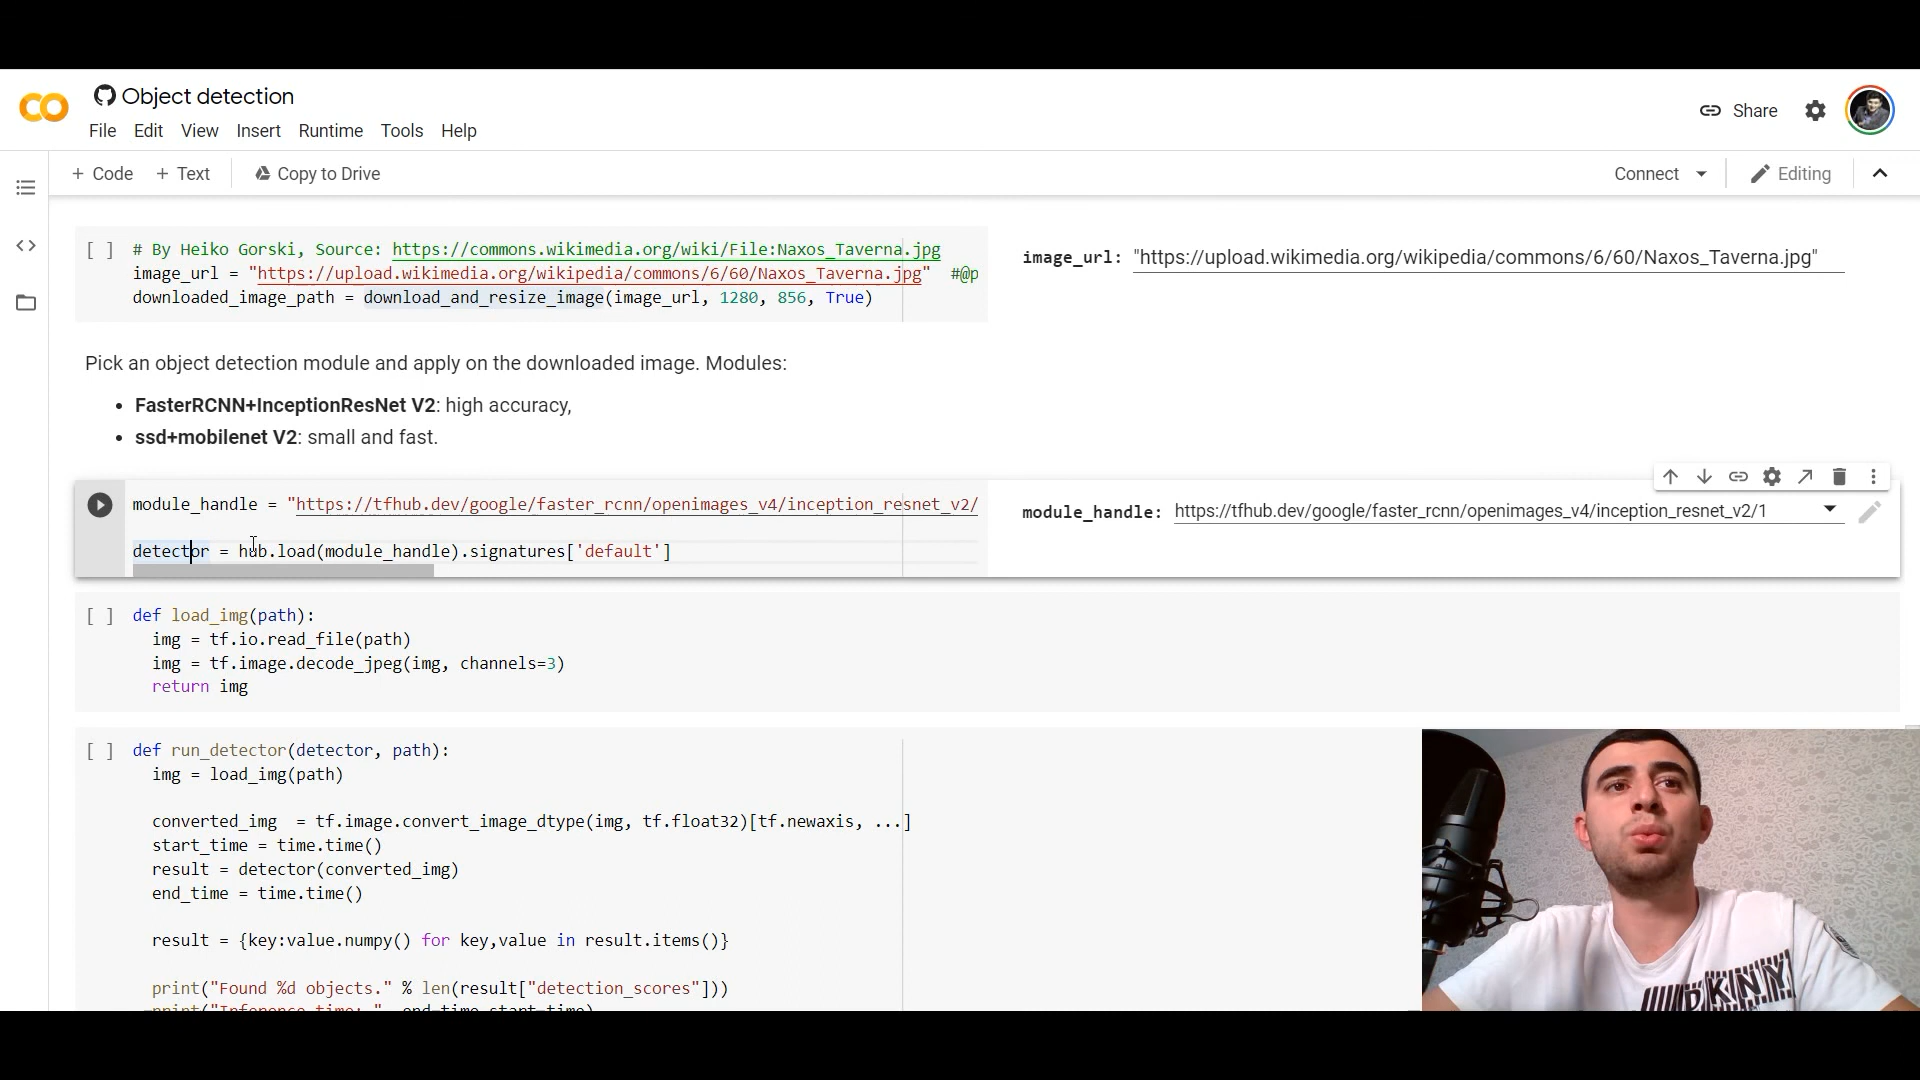 Object detection
Share
File Edit View Insert Runtime Tools Help
+ Code + Text Copy to Drive
Connect
Editing
[ ] # By Heiko Gorski, Source: https://commons.wikimedia.org/wiki/File:Naxos_Taverna.jpg
image_url = "https://upload.wikimedia.org/wikipedia/commons/6/60/Naxos_Taverna.jpg" #@p
downloaded_image_path = download_and_resize_image(image_url, 1280, 856, True)
image_url: "https://upload.wikimedia.org/wikipedia/commons/6/60/Naxos_Taverna.jpg"
Pick an object detection module and apply on the downloaded image. Modules:
• FasterRCNN+InceptionResNet V2: high accuracy,
• ssd+mobilenet V2: small and fast.
module_handle = "https://tfhub.dev/google/faster_rcnn/openimages_v4/inception_resnet_v2/
detector = hub.load(module_handle).signatures['default']
module_handle: https://tfhub.dev/google/faster_rcnn/openimages_v4/inception_resnet_v2/1
[ ] def load_img(path):
img = tf.io.read_file(path)
img = tf.image.decode_jpeg(img, channels=3)
return img
[ ] def run_detector(detector, path):
img = load_img(path)
converted_img = tf.image.convert_image_dtype(img, tf.float32)[tf.newaxis, ...]
start_time = time.time()
result = detector(converted_img)
end_time = time.time()
result = {key:value.numpy() for key,value in result.items()}
print("Found %d objects." % len(result["detection_scores"]))
print("Inference time: ", end_time-start_time)
DKNY